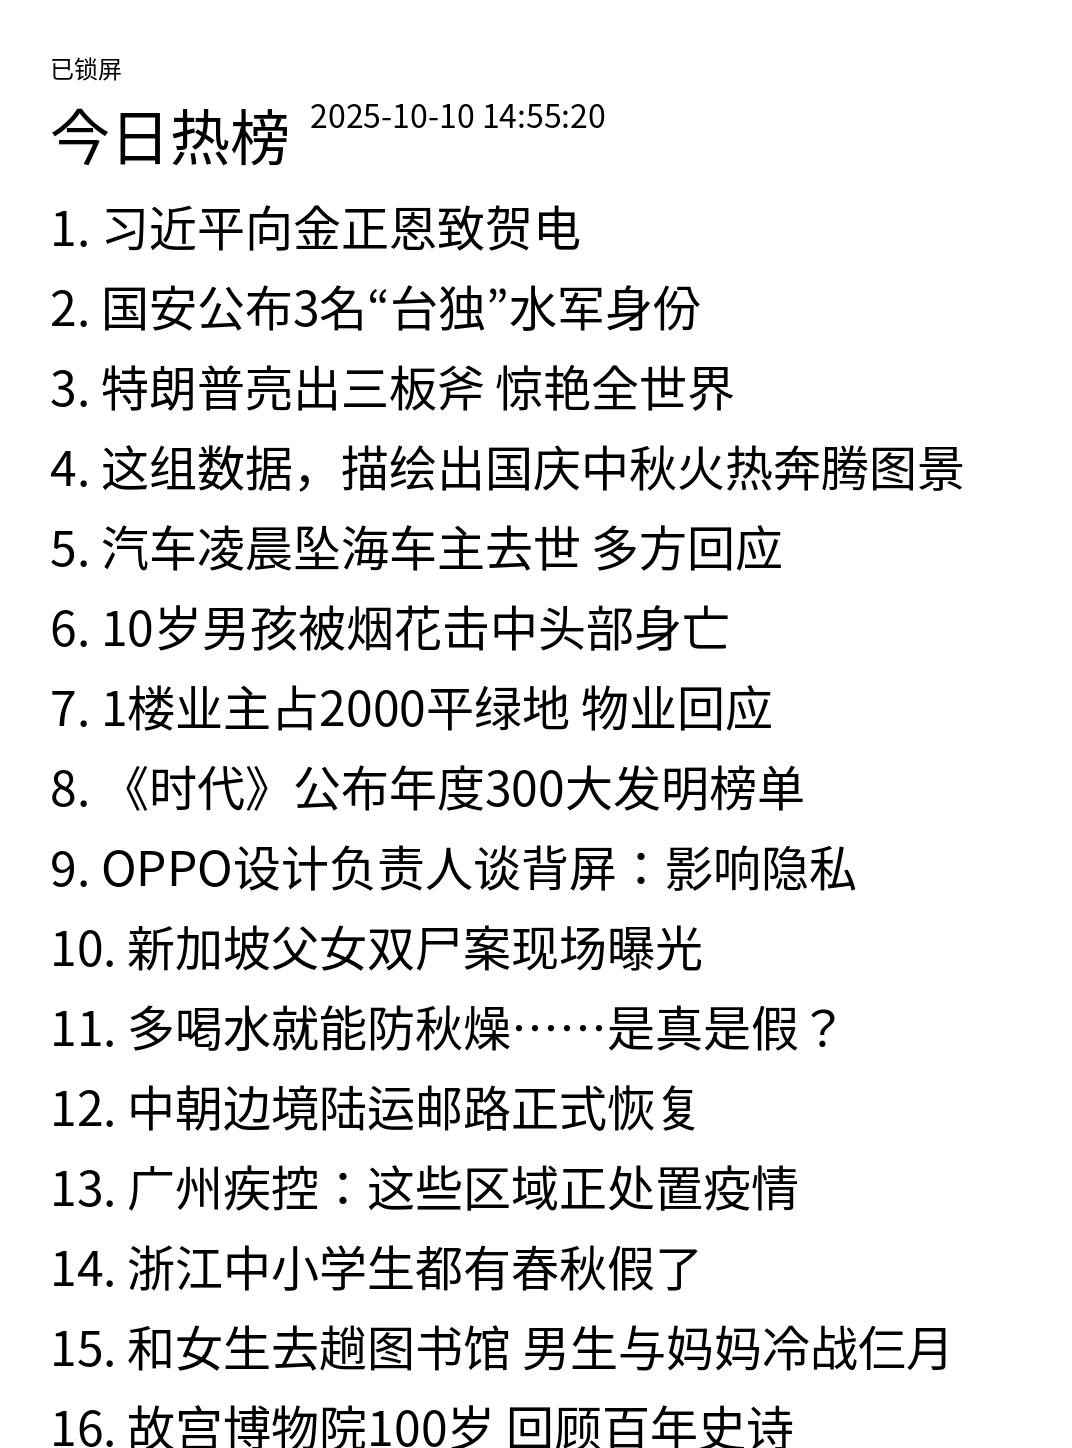 已锁屏
今日热榜 2025-10-10 14:55:20
1. 习近平向金正恩致贺电
2. 国安公布3名“台独”水军身份
3. 特朗普亮出三板斧 惊艳全世界
4. 这组数据，描绘出国庆中秋火热奔腾图景
5. 汽车凌晨坠海车主去世 多方回应
6. 10岁男孩被烟花击中头部身亡
7. 1楼业主占2000平绿地 物业回应
8. 《时代》公布年度300大发明榜单
9. OPPO设计负责人谈背屏：影响隐私
10. 新加坡父女双尸案现场曝光
11. 多喝水就能防秋燥……是真是假？
12. 中朝边境陆运邮路正式恢复
13. 广州疾控：这些区域正处置疫情
14. 浙江中小学生都有春秋假了
15. 和女生去趟图书馆 男生与妈妈冷战仨月
16. 故宫博物院100岁 回顾百年史诗